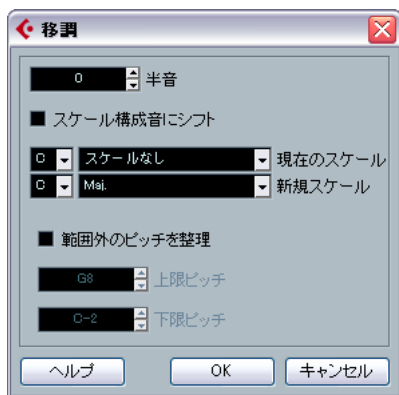 移調
0 半音
スケール構成音にシフト
C スケールなし 現在のスケール
C Maj. 新規スケール
範囲外のピッチを整理
G8 上限ピッチ
C-2 下限ピッチ
ヘルプ OK キャンセル